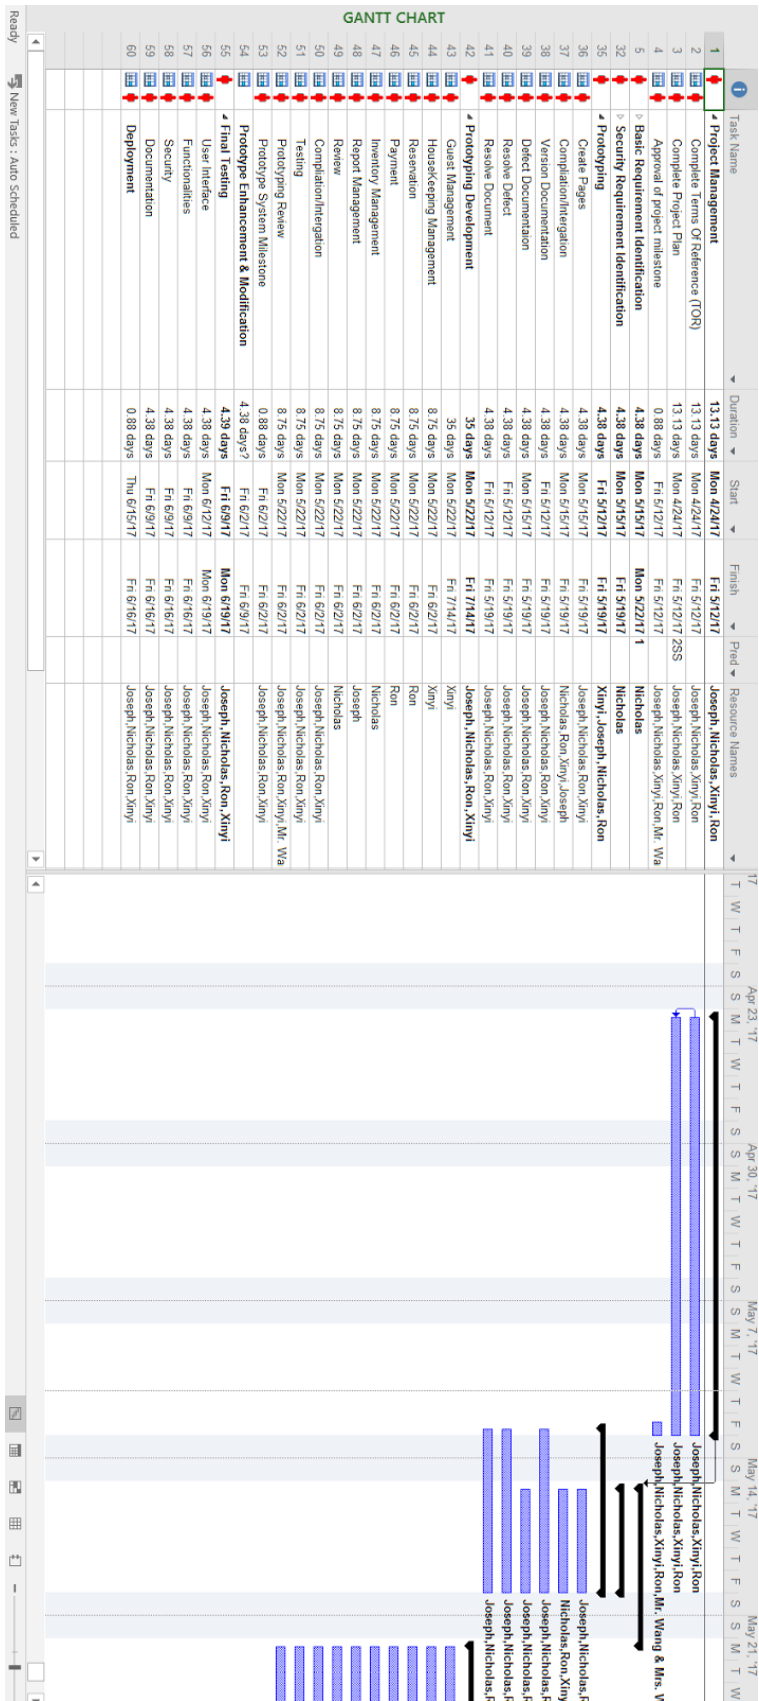 GANTT CHART
Task Name Duration Start Finish Pred Resource Names
1 Project Management 13.13 days Mon 4/24/17 Fri 5/12/17 Joseph,Nicholas,Xinyi,Ron
2 Complete Terms Of Reference (TOR) 13.13 days Mon 4/24/17 Fri 5/12/17 Joseph,Nicholas,Xinyi,Ron
3 Complete Project Plan 13.13 days Mon 4/24/17 Fri 5/12/17 2SS Joseph,Nicholas,Xinyi,Ron
4 Approval of project milestone 0.88 days Fri 5/12/17 Fri 5/12/17 Joseph,Nicholas,Xinyi,Ron,Mr. Wa
5 Basic Requirement Identification 4.38 days Mon 5/15/17 Mon 5/22/17 1 Nicholas
32 Security Requirement Identification 4.38 days Mon 5/15/17 Fri 5/19/17 Nicholas
35 Prototyping 4.38 days Fri 5/12/17 Fri 5/19/17 Xinyi,Joseph,Nicholas,Ron
36 Create Pages 4.38 days Mon 5/15/17 Fri 5/19/17 Joseph,Nicholas,Ron,Xinyi
37 Compliation/Intergration 4.38 days Mon 5/15/17 Fri 5/19/17 Nicholas,Ron,Xinyi,Joseph
38 Version Documentation 4.38 days Fri 5/12/17 Fri 5/19/17 Joseph,Nicholas,Ron,Xinyi
39 Defect Documentaion 4.38 days Mon 5/15/17 Fri 5/19/17 Joseph,Nicholas,Ron,Xinyi
40 Resolve Defect 4.38 days Fri 5/12/17 Fri 5/19/17 Joseph,Nicholas,Ron,Xinyi
41 Resolve Document 4.38 days Fri 5/12/17 Fri 5/19/17 Joseph,Nicholas,Ron,Xinyi
42 Prototyping Development 35 days Mon 5/22/17 Fri 7/14/17 Joseph,Nicholas,Ron,Xinyi
43 Guest Management 35 days Mon 5/22/17 Fri 7/14/17 Xinyi
44 HouseKeeping Management 8.75 days Mon 5/22/17 Fri 6/2/17 Xinyi
45 Reservation 8.75 days Mon 5/22/17 Fri 6/2/17 Ron
46 Payment 8.75 days Mon 5/22/17 Fri 6/2/17 Ron
47 Inventory Management 8.75 days Mon 5/22/17 Fri 6/2/17 Nicholas
48 Report Management 8.75 days Mon 5/22/17 Fri 6/2/17 Joseph
49 Review 8.75 days Mon 5/22/17 Fri 6/2/17 Nicholas
50 Compliation/Intergation 8.75 days Mon 5/22/17 Fri 6/2/17 Joseph,Nicholas,Ron,Xinyi
51 Testing 8.75 days Mon 5/22/17 Fri 6/2/17 Joseph,Nicholas,Ron,Xinyi
52 Prototyping Review 8.75 days Mon 5/22/17 Fri 6/2/17 Joseph,Nicholas,Ron,Xinyi,Mr. Wa
53 Prototype System Milestone 0.88 days Fri 6/2/17 Fri 6/2/17 Joseph,Nicholas,Ron,Xinyi
54 Prototype Enhancement & Modification 4.38 days? Fri 6/2/17 Fri 6/9/17
55 Final Testing 4.39 days Fri 6/9/17 Mon 6/19/17 Joseph,Nicholas,Ron,Xinyi
56 User Interface 4.38 days Mon 6/12/17 Mon 6/19/17 Joseph,Nicholas,Ron,Xinyi
57 Functionalities 4.38 days Fri 6/9/17 Fri 6/16/17 Joseph,Nicholas,Ron,Xinyi
58 Security 4.38 days Fri 6/9/17 Fri 6/16/17 Joseph,Nicholas,Ron,Xinyi
59 Documentation 4.38 days Fri 6/9/17 Fri 6/16/17 Joseph,Nicholas,Ron,Xinyi
60 Deployment 0.88 days Thu 6/15/17 Fri 6/16/17 Joseph,Nicholas,Ron,Xinyi
17 Apr 23, '17 Apr 30, '17 May 7, '17 May 14, '17 May 21, '17
T W T F S S M T W T F S S M T W T F S S M T W T F S S M T W T F S S M T W
Joseph,Nicholas,Xinyi,Ron
Joseph,Nicholas,Xinyi,Ron
Joseph,Nicholas,Xinyi,Ron,Mr. Wang & Mrs. W
Joseph,Nicholas,R
Nicholas,Ron,Xiny
Joseph,Nicholas,R
Joseph,Nicholas,R
Joseph,Nicholas,R
Joseph,Nicholas,R
Ready New Tasks : Auto Scheduled